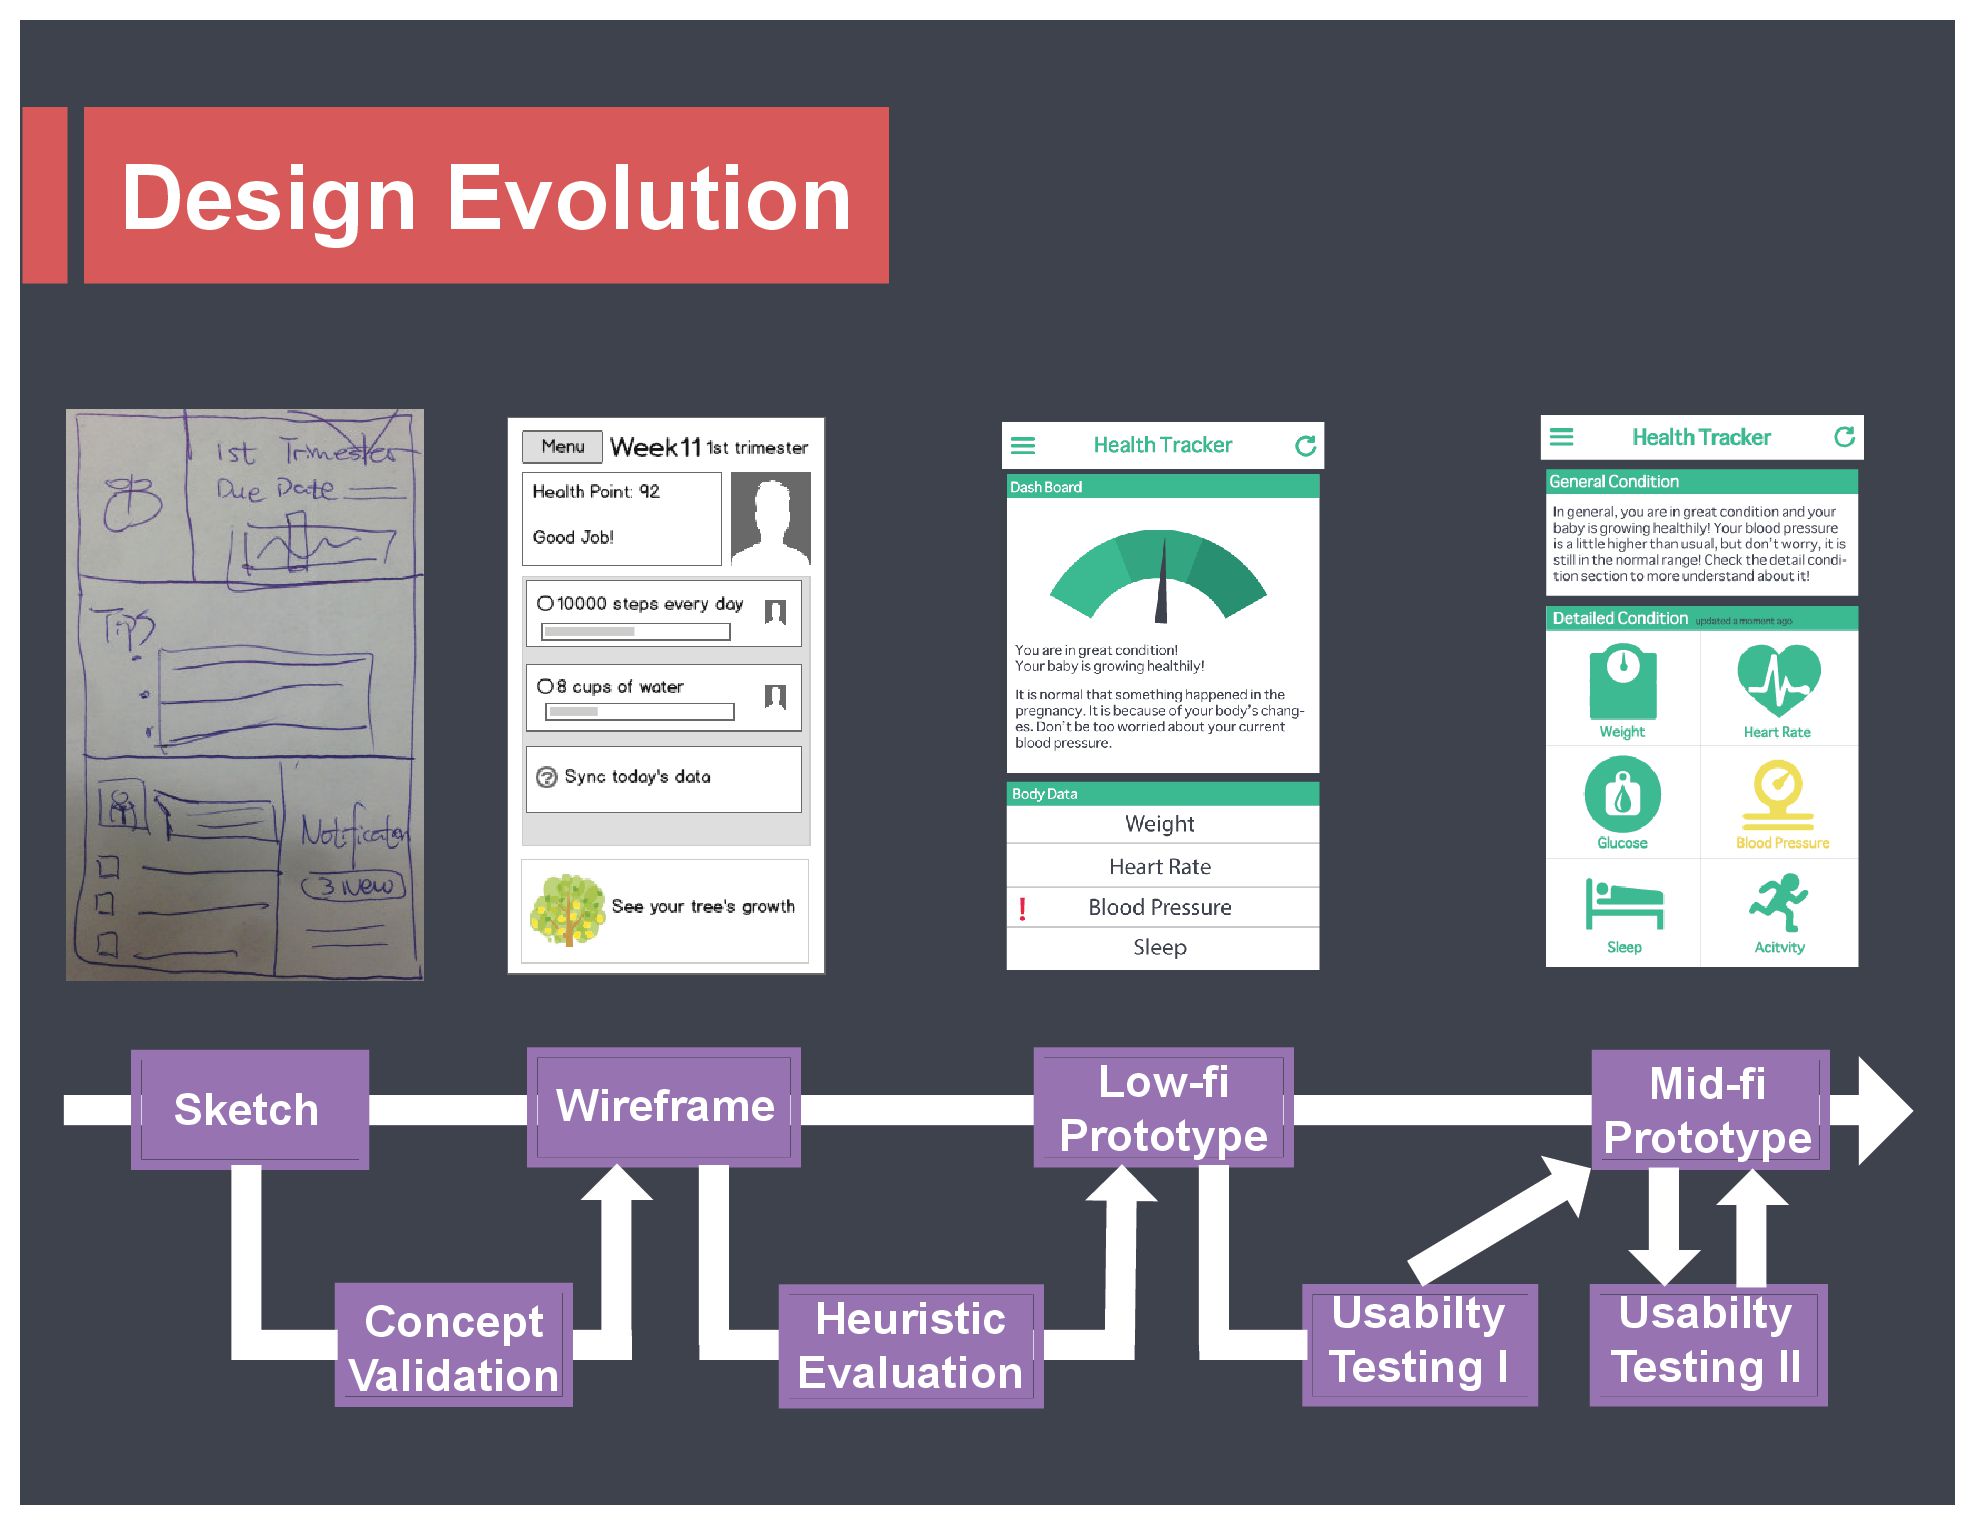 Design Evolution
1st Trimester
Due Date
Tips
Notification
3 New
Menu
Week11 1st trimester
Health Point: 92
Good Job!
10000 steps every day
8 cups of water
? Sync today's data
See your tree's growth
Health Tracker
Dash Board
You are in great condition!
Your baby is growing healthily!
It is normal that something happened in the
pregnancy. It is because of your body's chang-
es. Don't be too worried about your current
blood pressure.
Body Data
Weight
Heart Rate
! Blood Pressure
Sleep
Health Tracker
General Condition
In general, you are in great condition and your
baby is growing healthily! Your blood pressure
is a little higher than usual, but don't worry, it is
still in the normal range! Check the detail condi-
tion section to more understand about it!
Detailed Condition updated a moment ago
Weight
Heart Rate
Glucose
Blood Pressure
Sleep
Acitvity
Sketch
Wireframe
Low-fi
Prototype
Mid-fi
Prototype
Concept
Validation
Heuristic
Evaluation
Usabilty
Testing I
Usabilty
Testing II